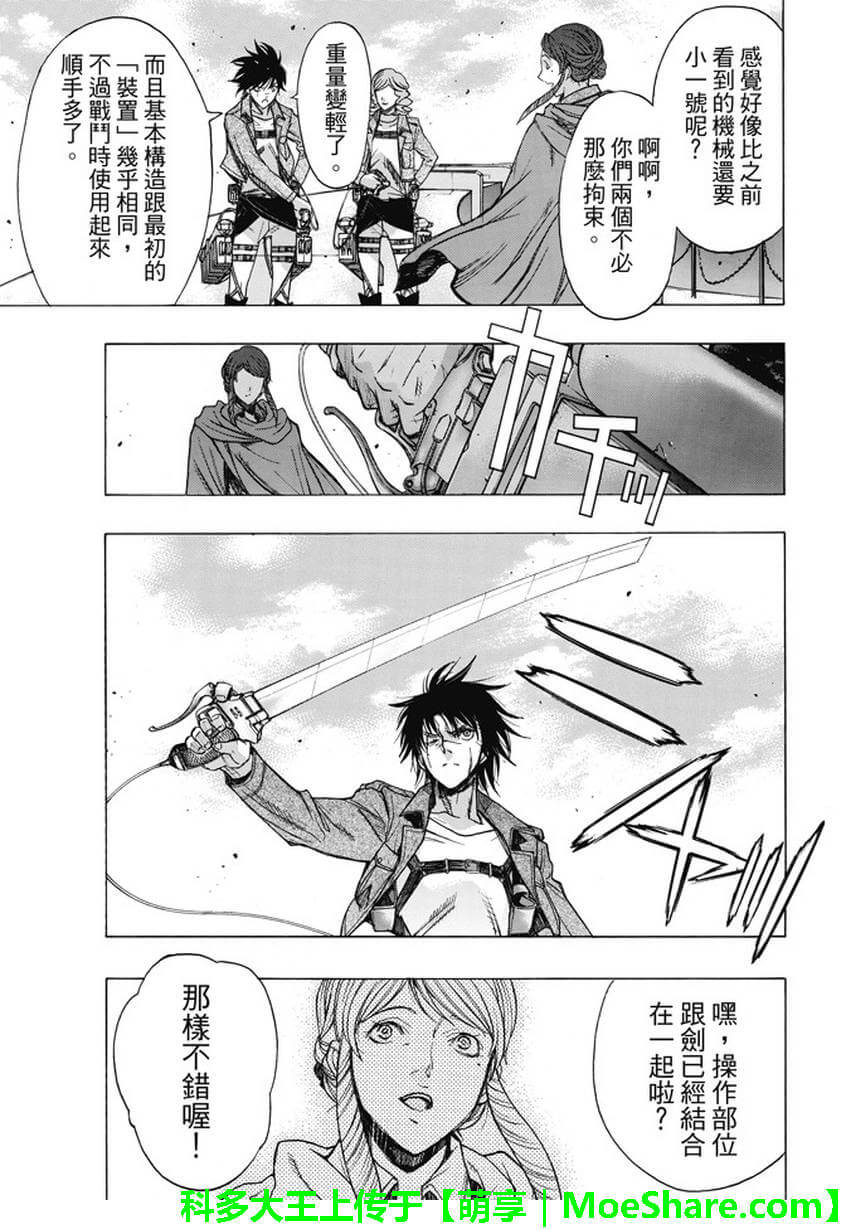 感覺好像比之前
看到的機械還要
小一號呢？
啊啊，
你們兩個不必
那麼拘束。
重量變輕了。
而且基本構造跟最初的
「裝置」幾乎相同，
不過戰鬥時使用起來
順手多了。
カチッ
バッ
嘿，操作部位
跟劍已經結合
在一起啦？
那樣不錯喔！
科多大王上传于【萌享｜MoeShare.com】